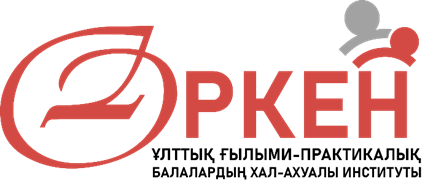 ӨРКЕН
ҰЛТТЫҚ ҒЫЛЫМИ-ПРАКТИКАЛЫҚ
БАЛАЛАРДЫҢ ХАЛ-АХУАЛЫ ИНСТИТУТЫ